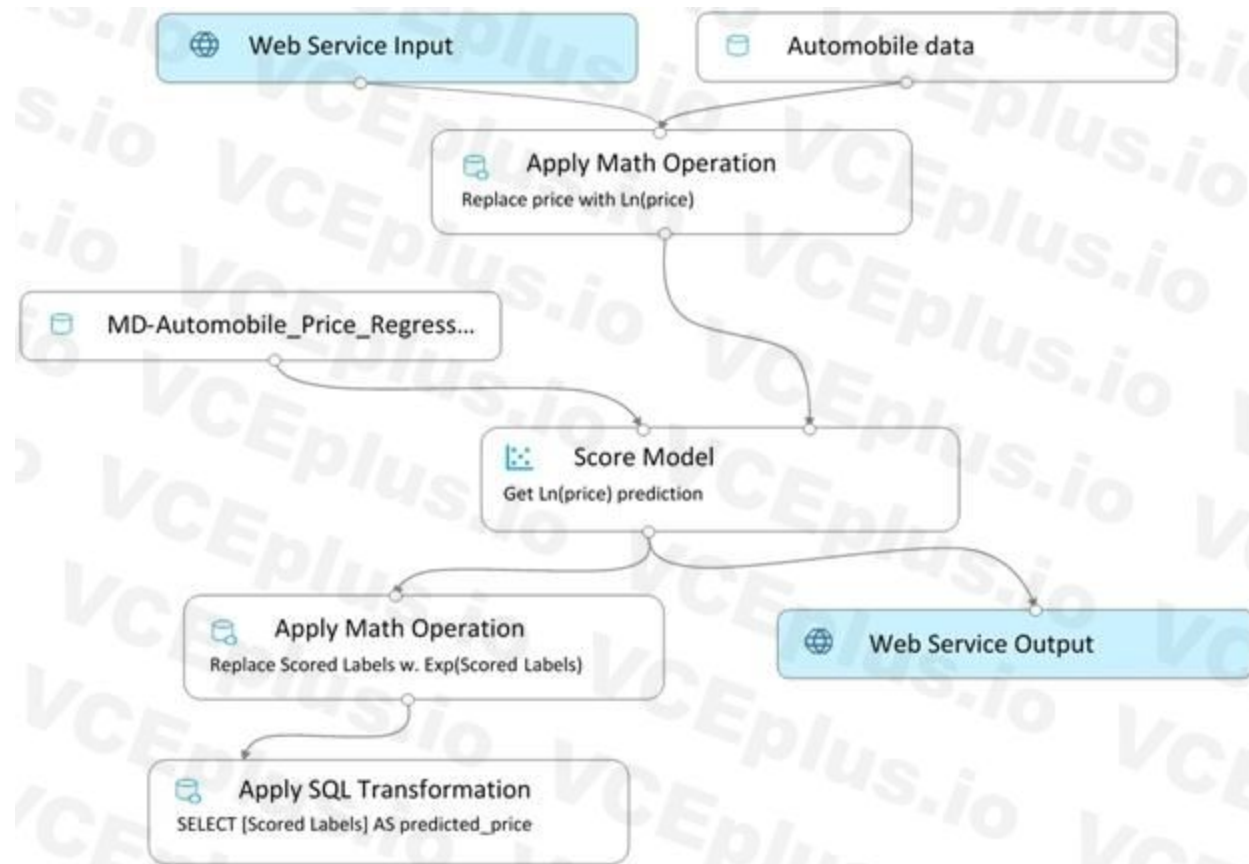 Web Service Input
Automobile data
Apply Math Operation
Replace price with Ln(price)
MD-Automobile_Price_Regress...
Score Model
Get Ln(price) prediction
Apply Math Operation
Replace Scored Labels w. Exp(Scored Labels)
Web Service Output
Apply SQL Transformation
SELECT [Scored Labels] AS predicted_price
VCEplus.io